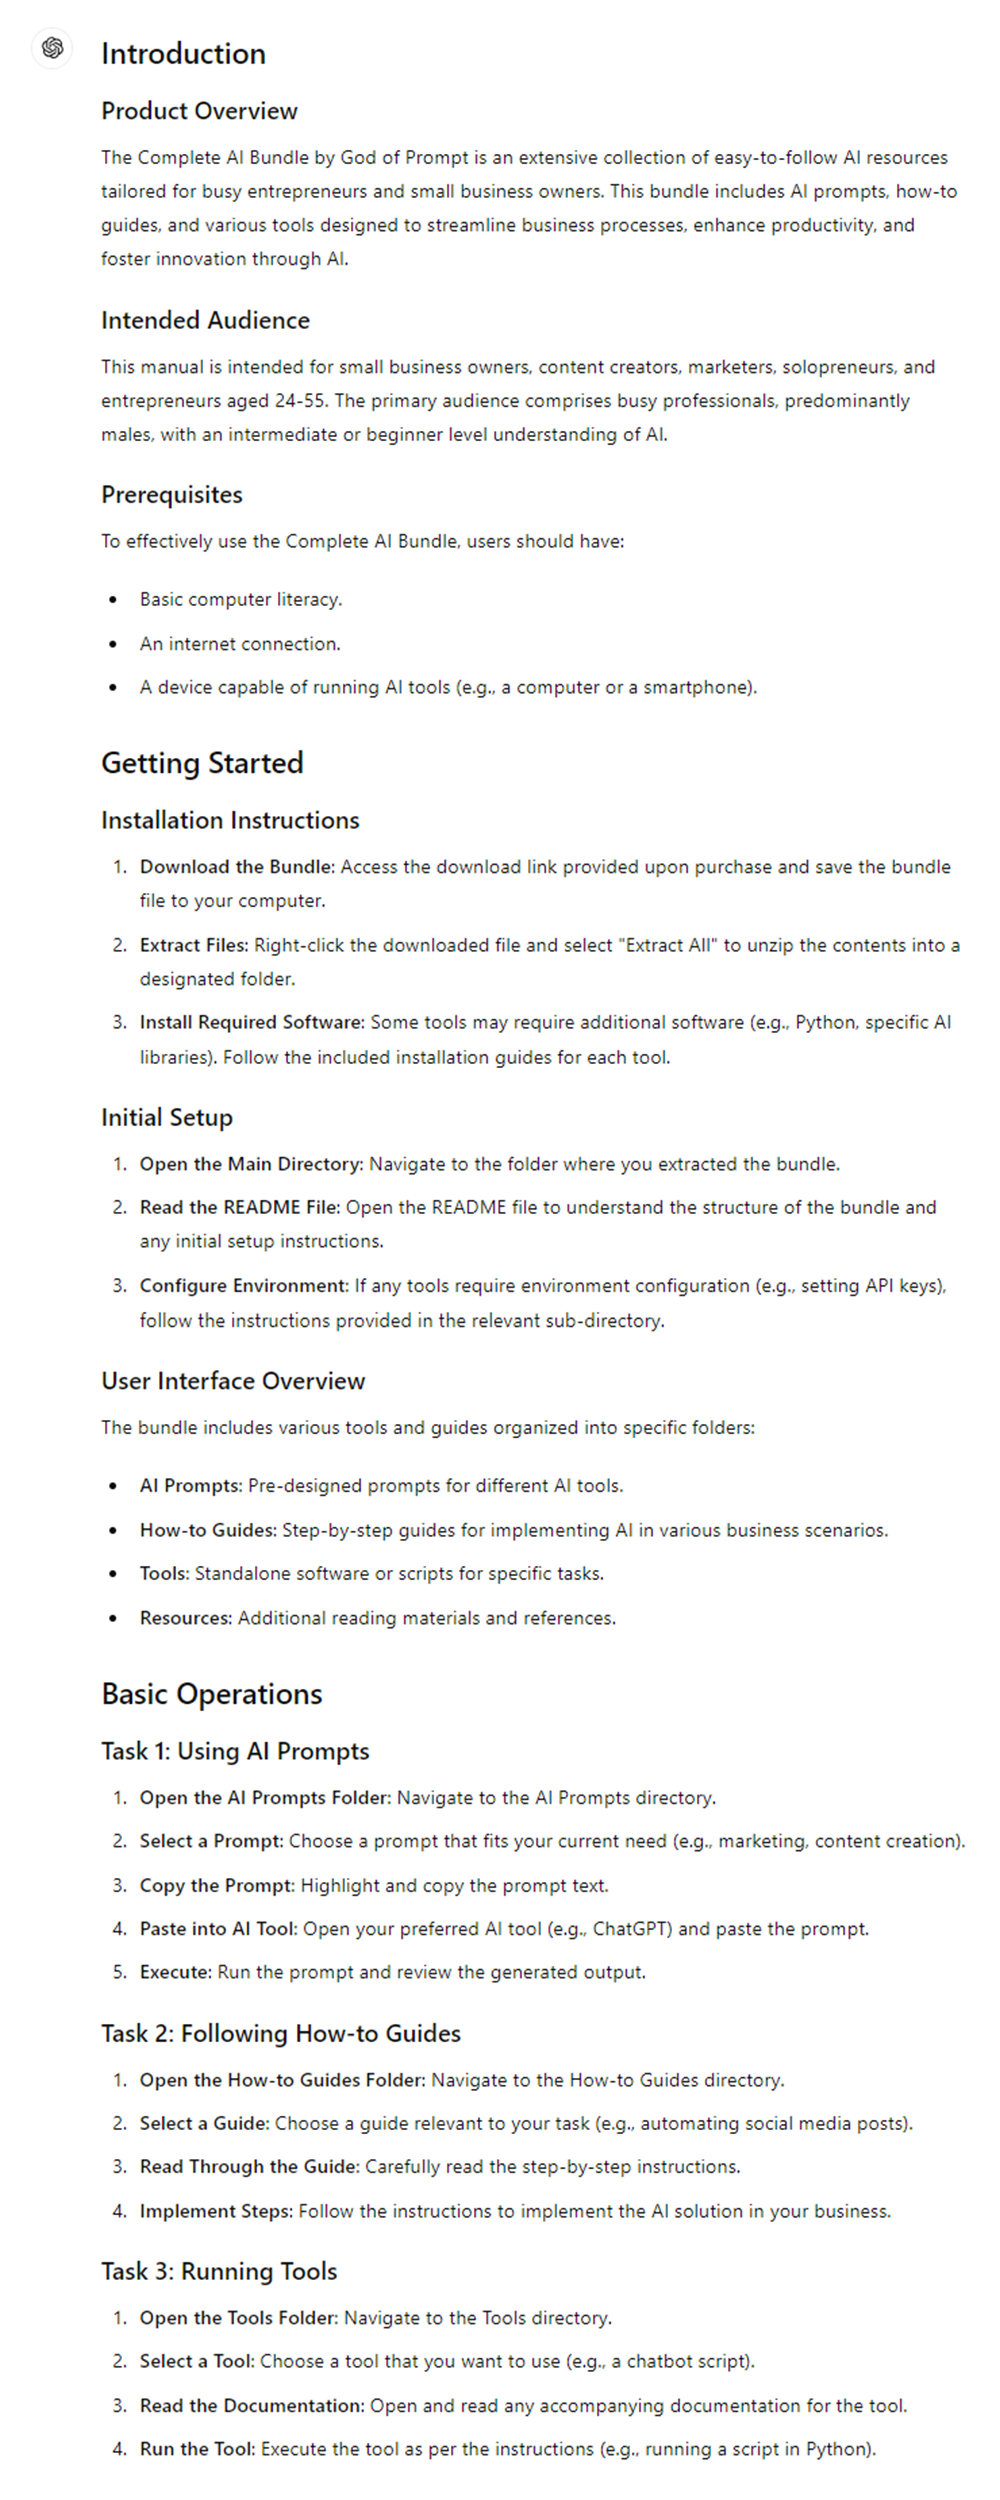 Introduction
Product Overview
The Complete AI Bundle by God of Prompt is an extensive collection of easy-to-follow AI resources
tailored for busy entrepreneurs and small business owners. This bundle includes AI prompts, how-to
guides, and various tools designed to streamline business processes, enhance productivity, and
foster innovation through AI.
Intended Audience
This manual is intended for small business owners, content creators, marketers, solopreneurs, and
entrepreneurs aged 24-55. The primary audience comprises busy professionals, predominantly
males, with an intermediate or beginner level understanding of AI.
Prerequisites
To effectively use the Complete AI Bundle, users should have:
• Basic computer literacy.
• An internet connection.
• A device capable of running AI tools (e.g., a computer or a smartphone).
Getting Started
Installation Instructions
1. Download the Bundle: Access the download link provided upon purchase and save the bundle
file to your computer.
2. Extract Files: Right-click the downloaded file and select "Extract All" to unzip the contents into a
designated folder.
3. Install Required Software: Some tools may require additional software (e.g., Python, specific AI
libraries). Follow the included installation guides for each tool.
Initial Setup
1. Open the Main Directory: Navigate to the folder where you extracted the bundle.
2. Read the README File: Open the README file to understand the structure of the bundle and
any initial setup instructions.
3. Configure Environment: If any tools require environment configuration (e.g., setting API keys),
follow the instructions provided in the relevant sub-directory.
User Interface Overview
The bundle includes various tools and guides organized into specific folders:
• AI Prompts: Pre-designed prompts for different AI tools.
• How-to Guides: Step-by-step guides for implementing AI in various business scenarios.
• Tools: Standalone software or scripts for specific tasks.
• Resources: Additional reading materials and references.
Basic Operations
Task 1: Using AI Prompts
1. Open the AI Prompts Folder: Navigate to the AI Prompts directory.
2. Select a Prompt: Choose a prompt that fits your current need (e.g., marketing, content creation).
3. Copy the Prompt: Highlight and copy the prompt text.
4. Paste into AI Tool: Open your preferred AI tool (e.g., ChatGPT) and paste the prompt.
5. Execute: Run the prompt and review the generated output.
Task 2: Following How-to Guides
1. Open the How-to Guides Folder: Navigate to the How-to Guides directory.
2. Select a Guide: Choose a guide relevant to your task (e.g., automating social media posts).
3. Read Through the Guide: Carefully read the step-by-step instructions.
4. Implement Steps: Follow the instructions to implement the AI solution in your business.
Task 3: Running Tools
1. Open the Tools Folder: Navigate to the Tools directory.
2. Select a Tool: Choose a tool that you want to use (e.g., a chatbot script).
3. Read the Documentation: Open and read any accompanying documentation for the tool.
4. Run the Tool: Execute the tool as per the instructions (e.g., running a script in Python).